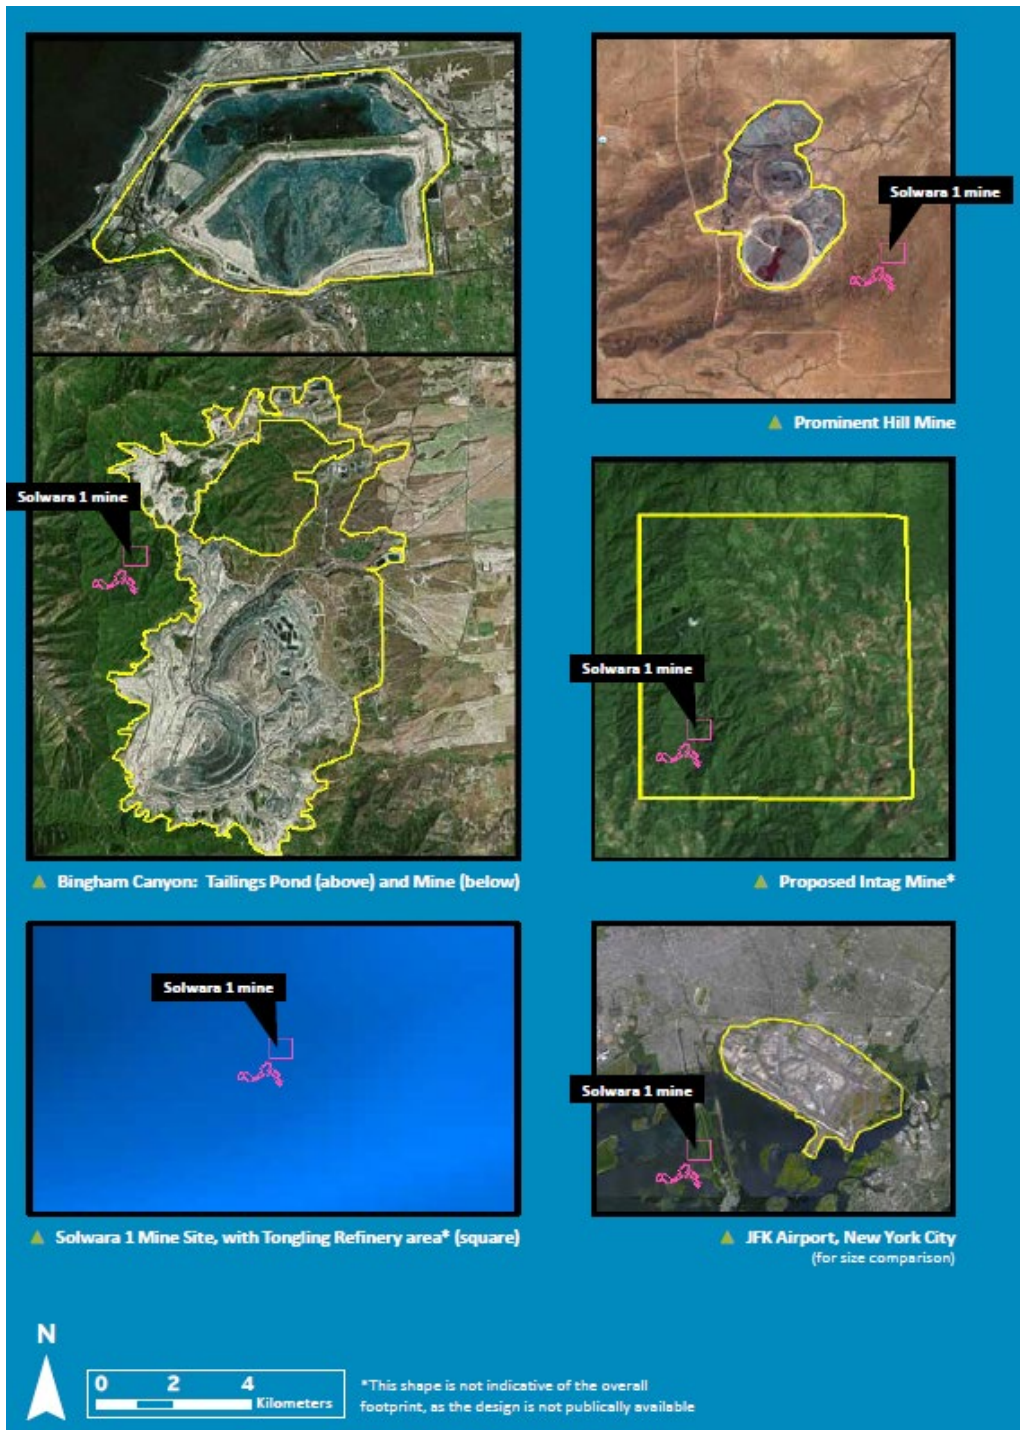 Solwara 1 mine
▲ Prominent Hill Mine
Solwara 1 mine
Solwara 1 mine
▲ Bingham Canyon: Tailings Pond (above) and Mine (below)
▲ Proposed Intag Mine*
Solwara 1 mine
Solwara 1 mine
▲ Solwara 1 Mine Site, with Tongling Refinery area* (square)
▲ JFK Airport, New York City
(for size comparison)
N
0 2 4
Kilometers
*This shape is not indicative of the overall
footprint, as the design is not publically available